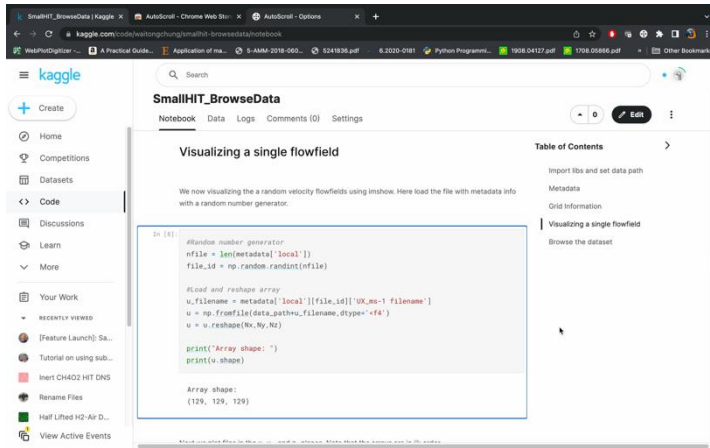 SmallHIT_BrowseData | Kaggle
AutoScroll - Chrome Web Stor
AutoScroll - Options
kaggle.com/code/waitongchung/smallhit-browsedata/notebook
WebPlotDigitizer -...
A Practical Guide...
Application of ma...
5-AMM-2018-060...
5241836.pdf
6.2020-0181
Python Programmi...
1908.04127.pdf
1708.05866.pdf
»
Other Bookmark
kaggle
Search
Create
SmallHIT_BrowseData
Notebook Data Logs Comments (0) Settings
0
Edit
Home
Competitions
Datasets
Code
Discussions
Learn
More
Your Work
RECENTLY VIEWED
[Feature Launch]: Sa...
Tutorial on using sub...
Inert CH4O2 HIT DNS
Rename Files
Half Lifted H2-Air D...
View Active Events
Visualizing a single flowfield
We now visualizing the a random velocity flowfields using imshow. Here load the file with metadata info
with a random number generator.
In [6]:
#Random number generator
nfile = len(metadata['local'])
file_id = np.random.randint(nfile)
#Load and reshape array
u_filename = metadata['local'][file_id]['UX_ms-1 filename']
u = np.fromfile(data_path+u_filename,dtype='<f4')
u = u.reshape(Nx,Ny,Nz)
print("Array shape: ")
print(u.shape)
Array shape:
(129, 129, 129)
Table of Contents
Import libs and set data path
Metadata
Grid Information
Visualizing a single flowfield
Browse the dataset